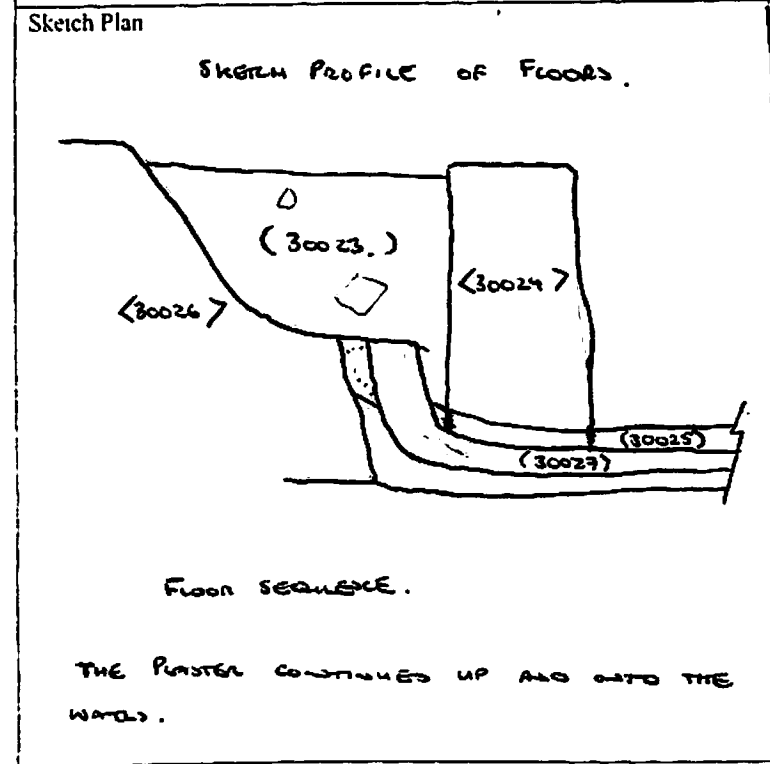 Sketch Plan
SKETCH PROFILE OF FLOORS.
(30023.)
<30024>
<30026>
(30025)
(30027)
FLOOR SEQUENCE.
THE PLASTER CONTINUED UP AND ONTO THE
WALLS.